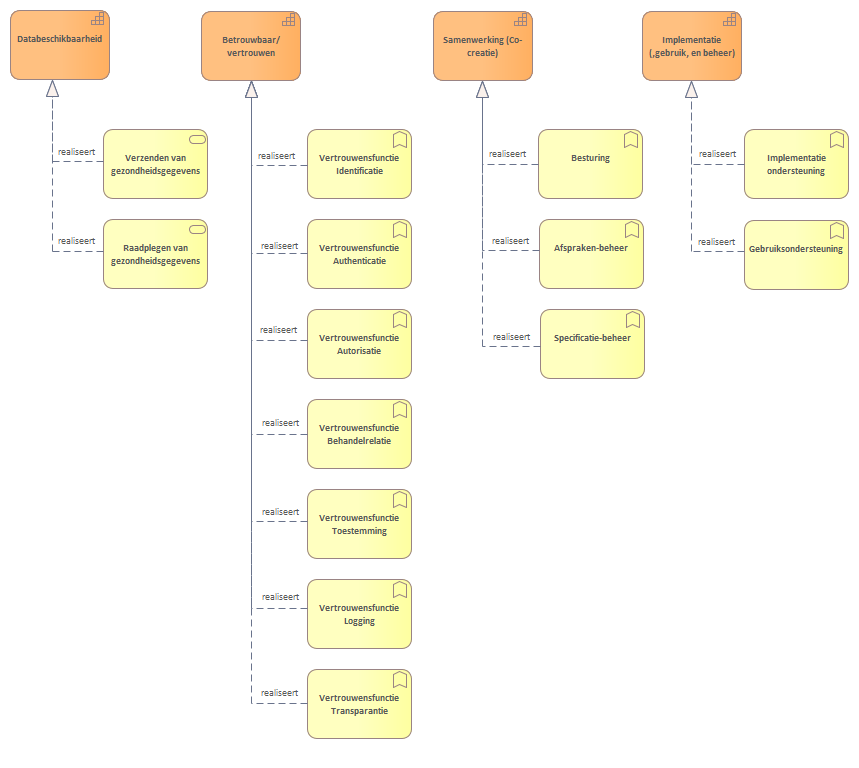 Databeschikbaarheid
realiseert
Verzenden van
gezondheidsgegevens
realiseert
Raadplegen van
gezondheidsgegevens
Betrouwbaar/
vertrouwen
realiseert
Vertrouwensfunctie
Identificatie
realiseert
Vertrouwensfunctie
Authenticatie
realiseert
Vertrouwensfunctie
Autorisatie
realiseert
Vertrouwensfunctie
Behandelrelatie
realiseert
Vertrouwensfunctie
Toestemming
realiseert
Vertrouwensfunctie
Logging
realiseert
Vertrouwensfunctie
Transparantie
Samenwerking (Co-
creatie)
realiseert
Besturing
realiseert
Afspraken-beheer
realiseert
Specificatie-beheer
Implementatie
(,gebruik, en beheer)
realiseert
Implementatie
ondersteuning
realiseert
Gebruiksondersteuning